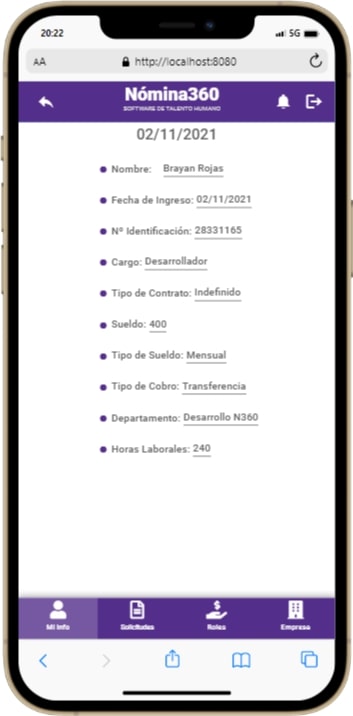 20:22
5G
AA
http://localhost:8080
Nómina360
SOFTWARE DE TALENTO HUMANO
02/11/2021
Nombre: Brayan Rojas
Fecha de Ingreso: 02/11/2021
Nº Identificación: 28331165
Cargo: Desarrollador
Tipo de Contrato: Indefinido
Sueldo: 400
Tipo de Sueldo: Mensual
Tipo de Cobro: Transferencia
Departamento: Desarrollo N360
Horas Laborales: 240
Mi Info Solicitudes Roles Empresa